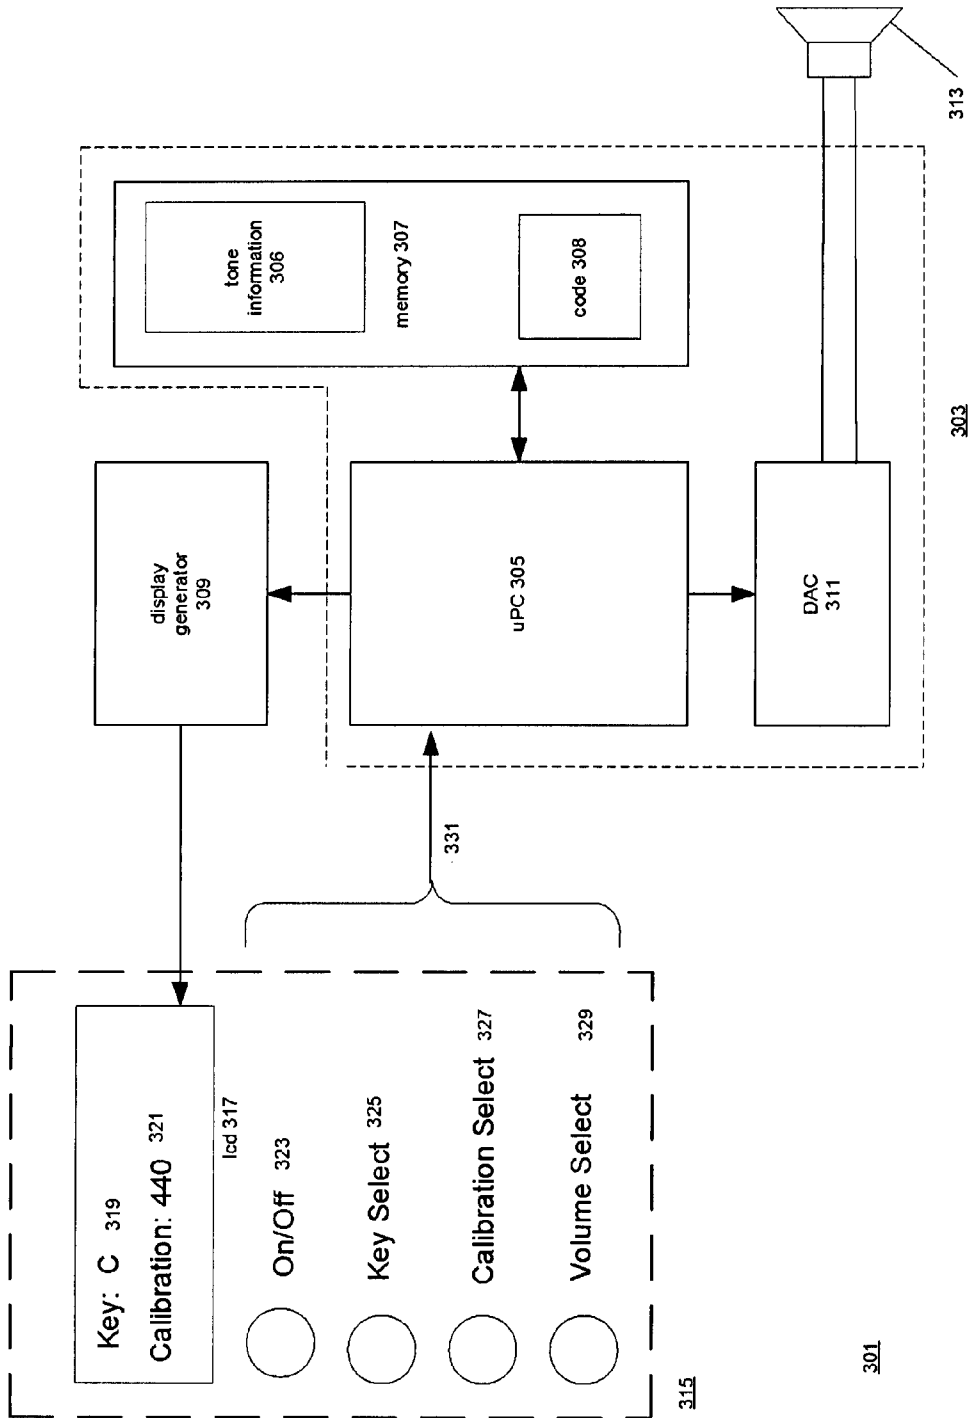 Key: C 319
Calibration: 440 321
lcd 317
On/Off 323
Key Select 325
Calibration Select 327
Volume Select 329
315
301
331
display
generator
309
uPC 305
DAC
311
tone
information
306
memory 307
code 308
303
313